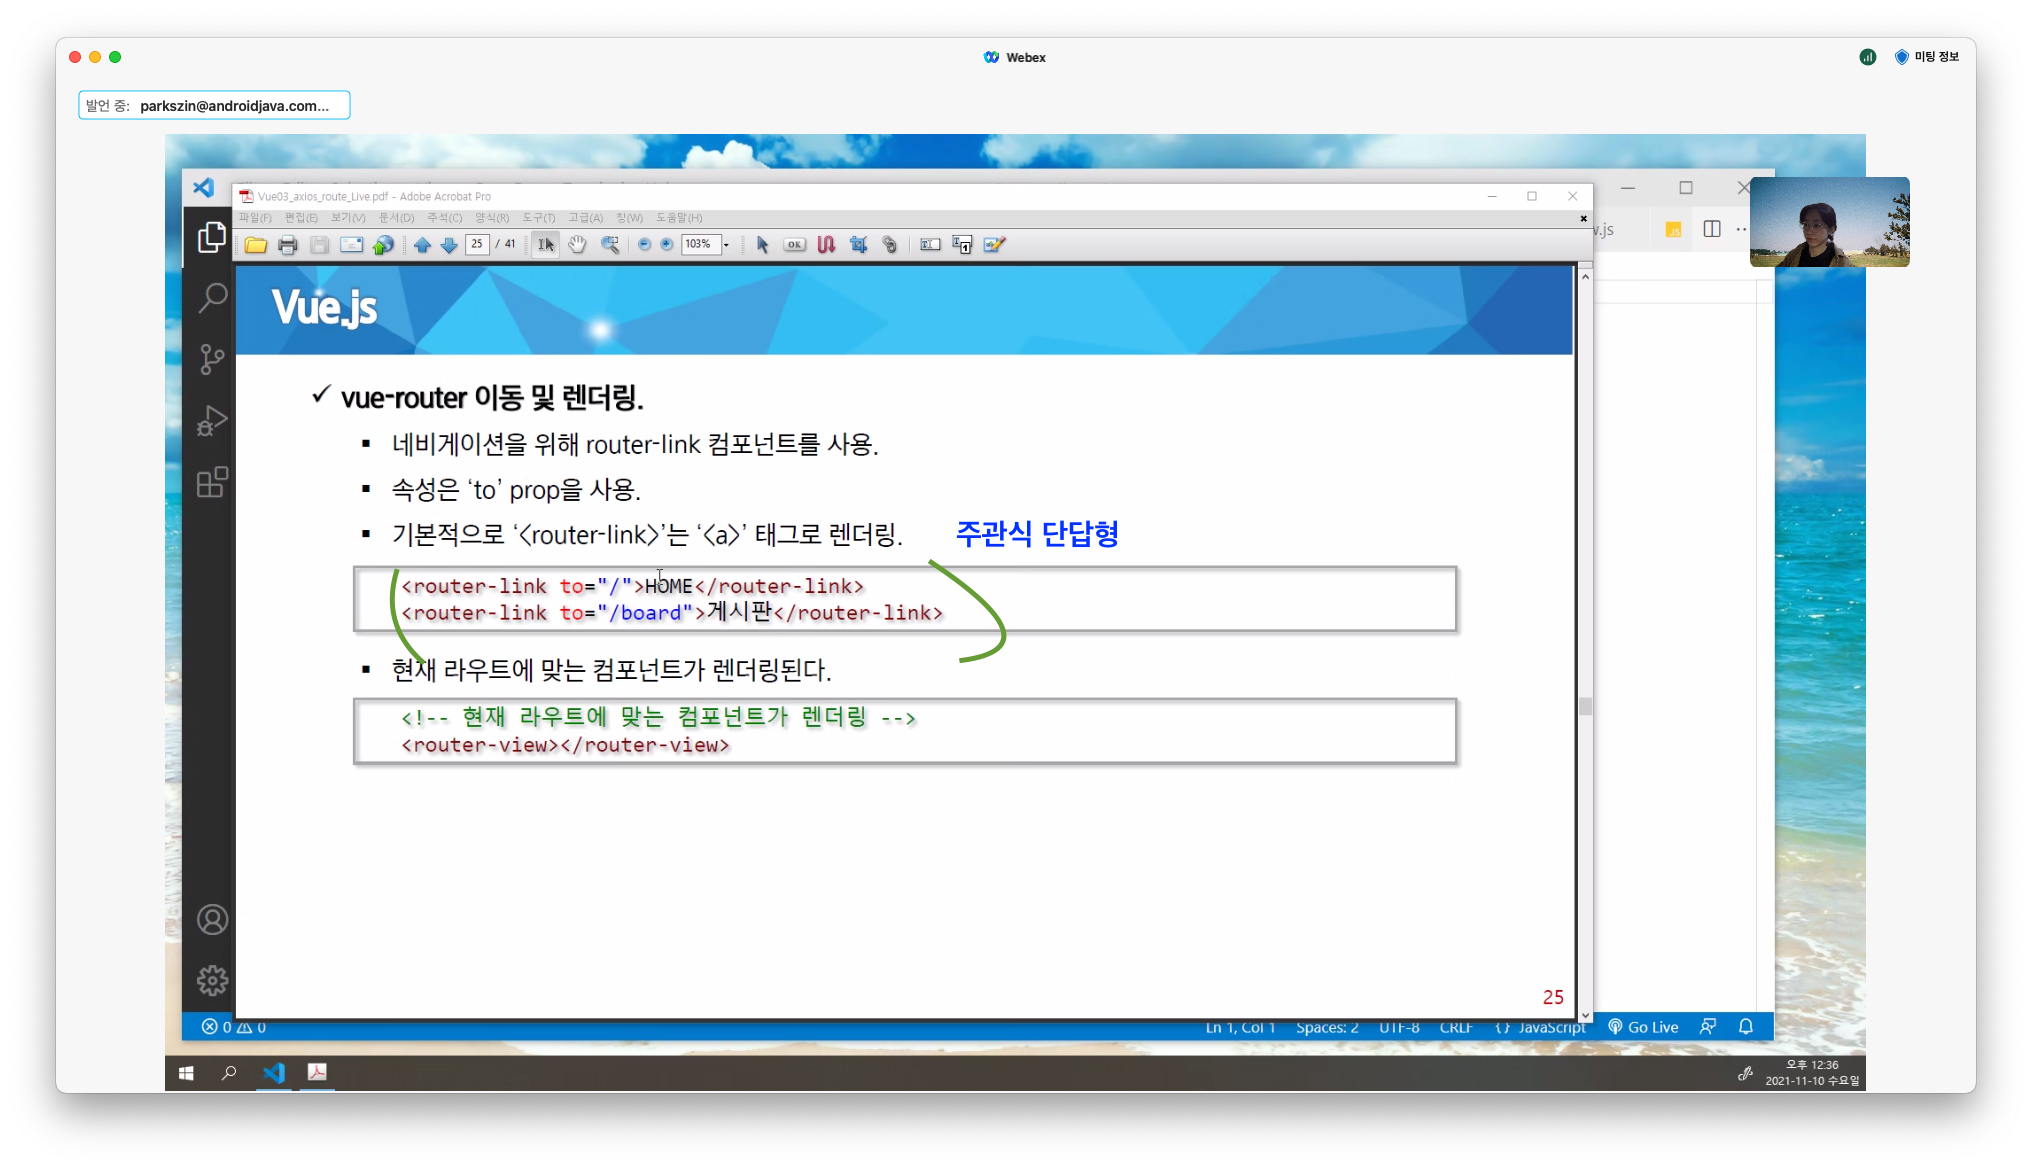 Webex
미팅 정보
발언 중: parkszin@androidjava.com...
Vue03_axios_route_Live.pdf - Adobe Acrobat Pro
파일(F) 편집(E) 보기(V) 문서(D) 주석(C) 양식(R) 도구(T) 고급(A) 창(W) 도움말(H)
25 / 41 103% OK
.js
JS
Vue.js
✓ vue-router 이동 및 렌더링.
▪ 네비게이션을 위해 router-link 컴포넌트를 사용.
▪ 속성은 ‘to’ prop을 사용.
▪ 기본적으로 ‘<router-link>’는 ‘<a>’ 태그로 렌더링. 주관식 단답형
<router-link to="/">HOME</router-link>
<router-link to="/board">게시판</router-link>
▪ 현재 라우트에 맞는 컴포넌트가 렌더링된다.
<!-- 현재 라우트에 맞는 컴포넌트가 렌더링 -->
<router-view></router-view>
25
0 0 Ln 1, Col 1 Spaces: 2 UTF-8 CRLF {} JavaScript Go Live
오후 12:36
2021-11-10 수요일